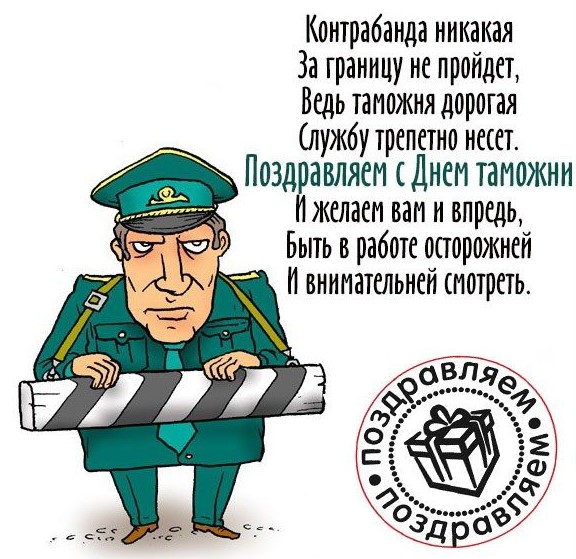 Контрабанда никакая
За границу не пройдет,
Ведь таможня дорогая
Службу трепетно несет.
Поздравляем с Днем таможни
И желаем вам и впредь,
Быть в работе осторожней
И внимательней смотреть.
• поздравляем
• поздравляем